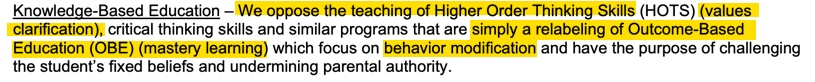 Knowledge-Based Education – We oppose the teaching of Higher Order Thinking Skills (HOTS) (values
clarification), critical thinking skills and similar programs that are simply a relabeling of Outcome-Based
Education (OBE) (mastery learning) which focus on behavior modification and have the purpose of challenging
the student's fixed beliefs and undermining parental authority.